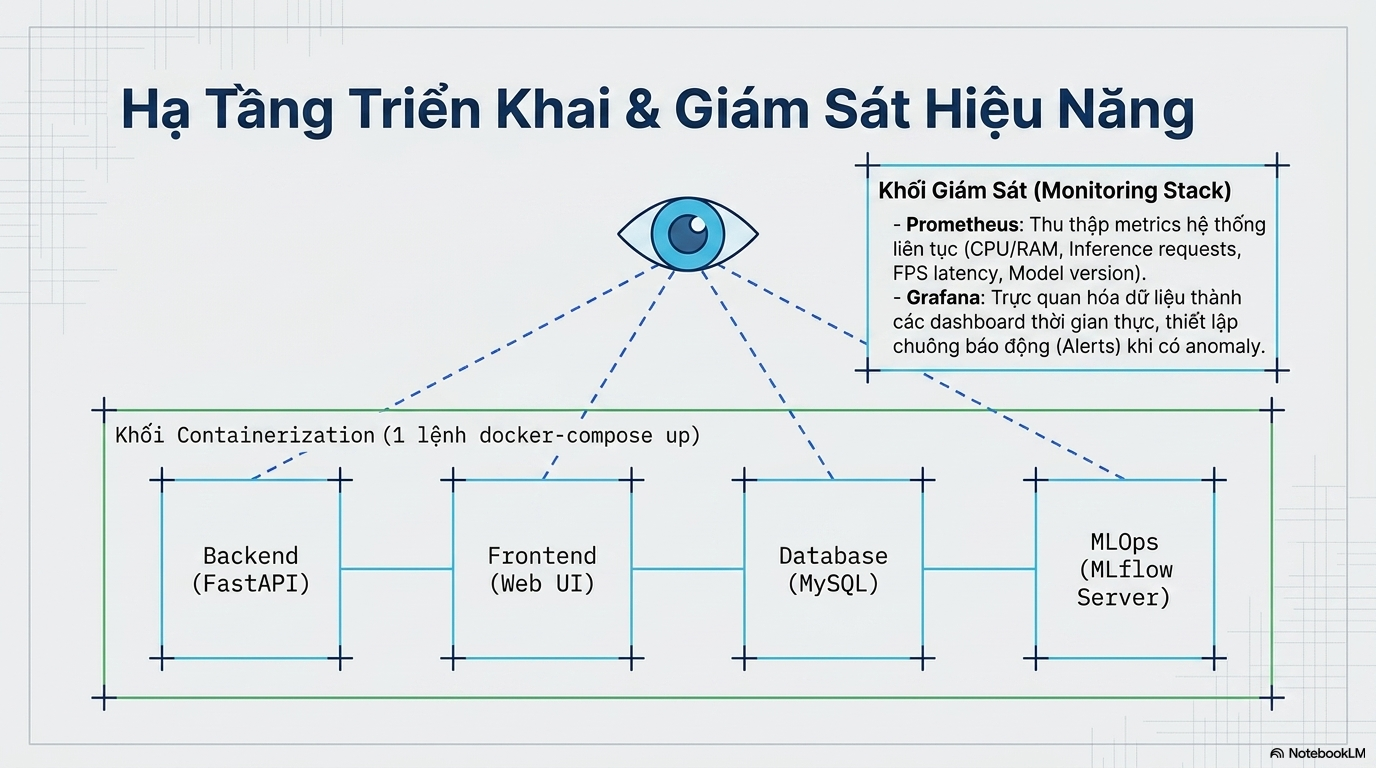 Hạ Tầng Triển Khai & Giám Sát Hiệu Năng
Khối Giám Sát (Monitoring Stack)
- Prometheus: Thu thập metrics hệ thống
liên tục (CPU/RAM, Inference requests,
FPS latency, Model version).
- Grafana: Trực quan hóa dữ liệu thành
các dashboard thời gian thực, thiết lập
chuông báo động (Alerts) khi có anomaly.
Khối Containerization (1 lệnh docker-compose up)
Backend
(FastAPI)
Frontend
(Web UI)
Database
(MySQL)
MLOps
(MLflow
Server)
NotebookLM